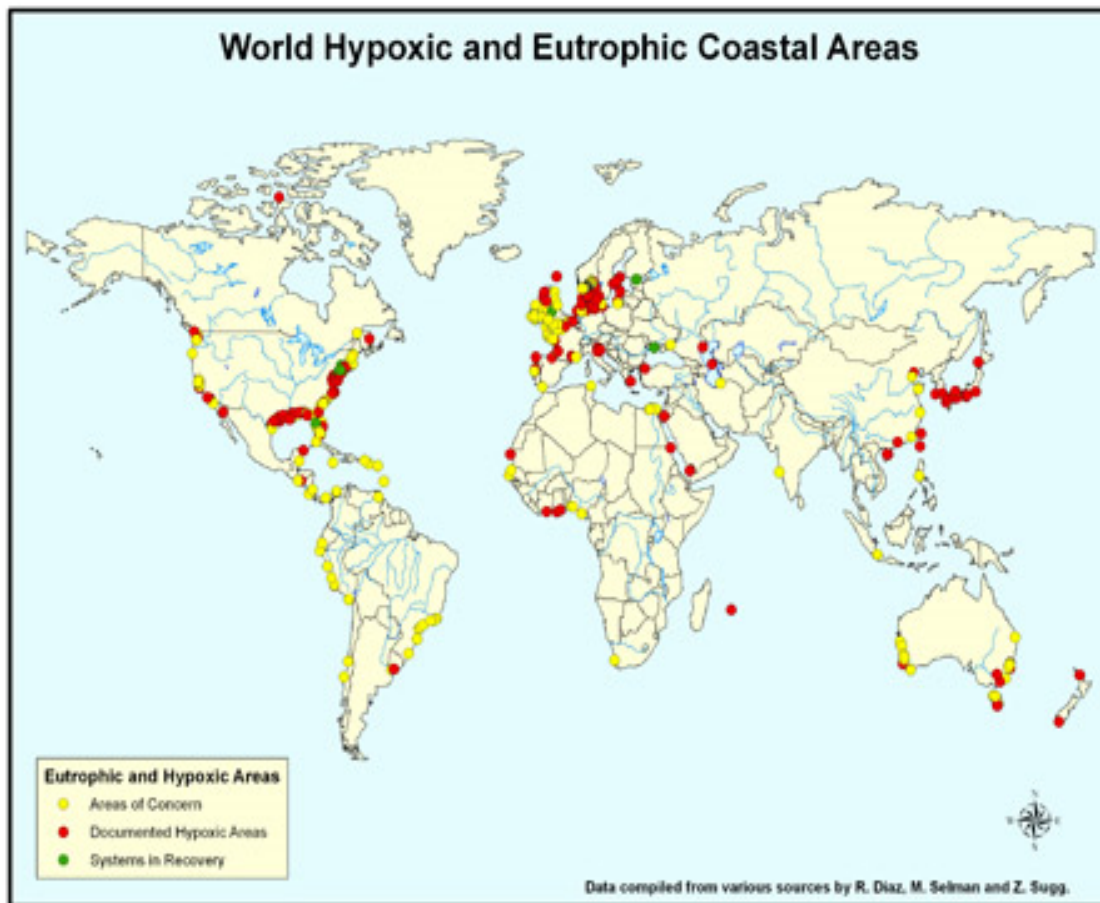 World Hypoxic and Eutrophic Coastal Areas
Eutrophic and Hypoxic Areas
Areas of Concern
Documented Hypoxic Areas
Systems in Recovery
Data compiled from various sources by R. Diaz, M. Selman and Z. Sugg.